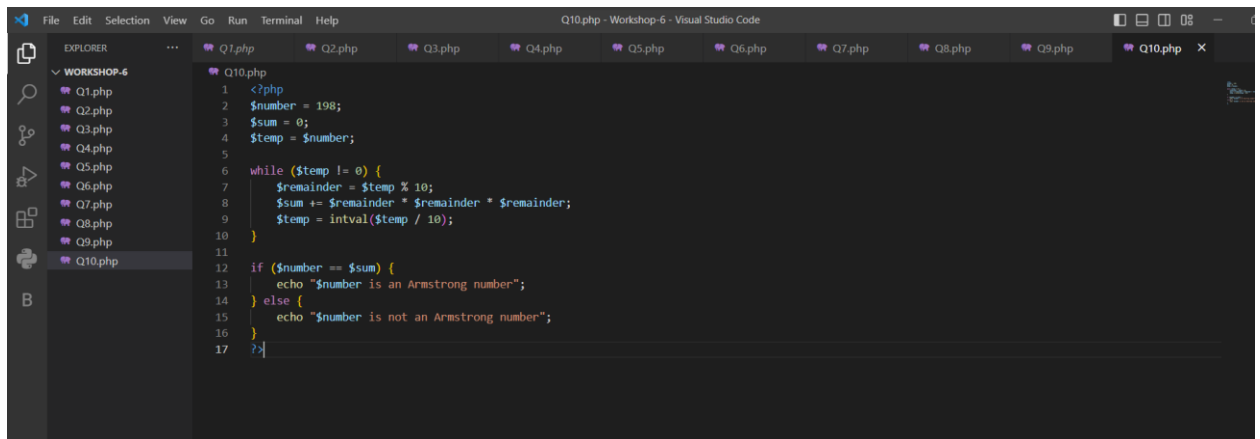 File Edit Selection View Go Run Terminal Help Q10.php - Workshop-6 - Visual Studio Code
EXPLORER ... Q1.php Q2.php Q3.php Q4.php Q5.php Q6.php Q7.php Q8.php Q9.php Q10.php
WORKSHOP-6
Q1.php
Q2.php
Q3.php
Q4.php
Q5.php
Q6.php
Q7.php
Q8.php
Q9.php
Q10.php
B
Q10.php
1 <?php
2 $number = 198;
3 $sum = 0;
4 $temp = $number;
5
6 while ($temp != 0) {
7     $remainder = $temp % 10;
8     $sum += $remainder * $remainder * $remainder;
9     $temp = intval($temp / 10);
10 }
11
12 if ($number == $sum) {
13     echo "$number is an Armstrong number";
14 } else {
15     echo "$number is not an Armstrong number";
16 }
17 ?>